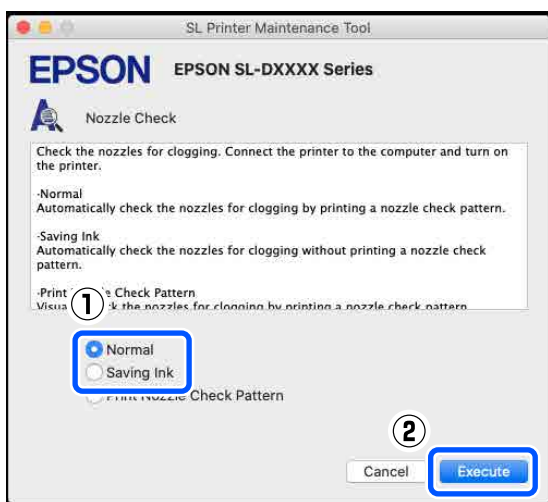 SL Printer Maintenance Tool
EPSON EPSON SL-DXXXX Series
Nozzle Check
Check the nozzles for clogging. Connect the printer to the computer and turn on
the printer.
-Normal
Automatically check the nozzles for clogging by printing a nozzle check pattern.
-Saving Ink
Automatically check the nozzles for clogging without printing a nozzle check
pattern.
-Print Check Pattern
the nozzles for clogging by printing a nozzle check pattern.
1
Normal
Saving Ink
Print Nozzle Check Pattern
2
Cancel Execute